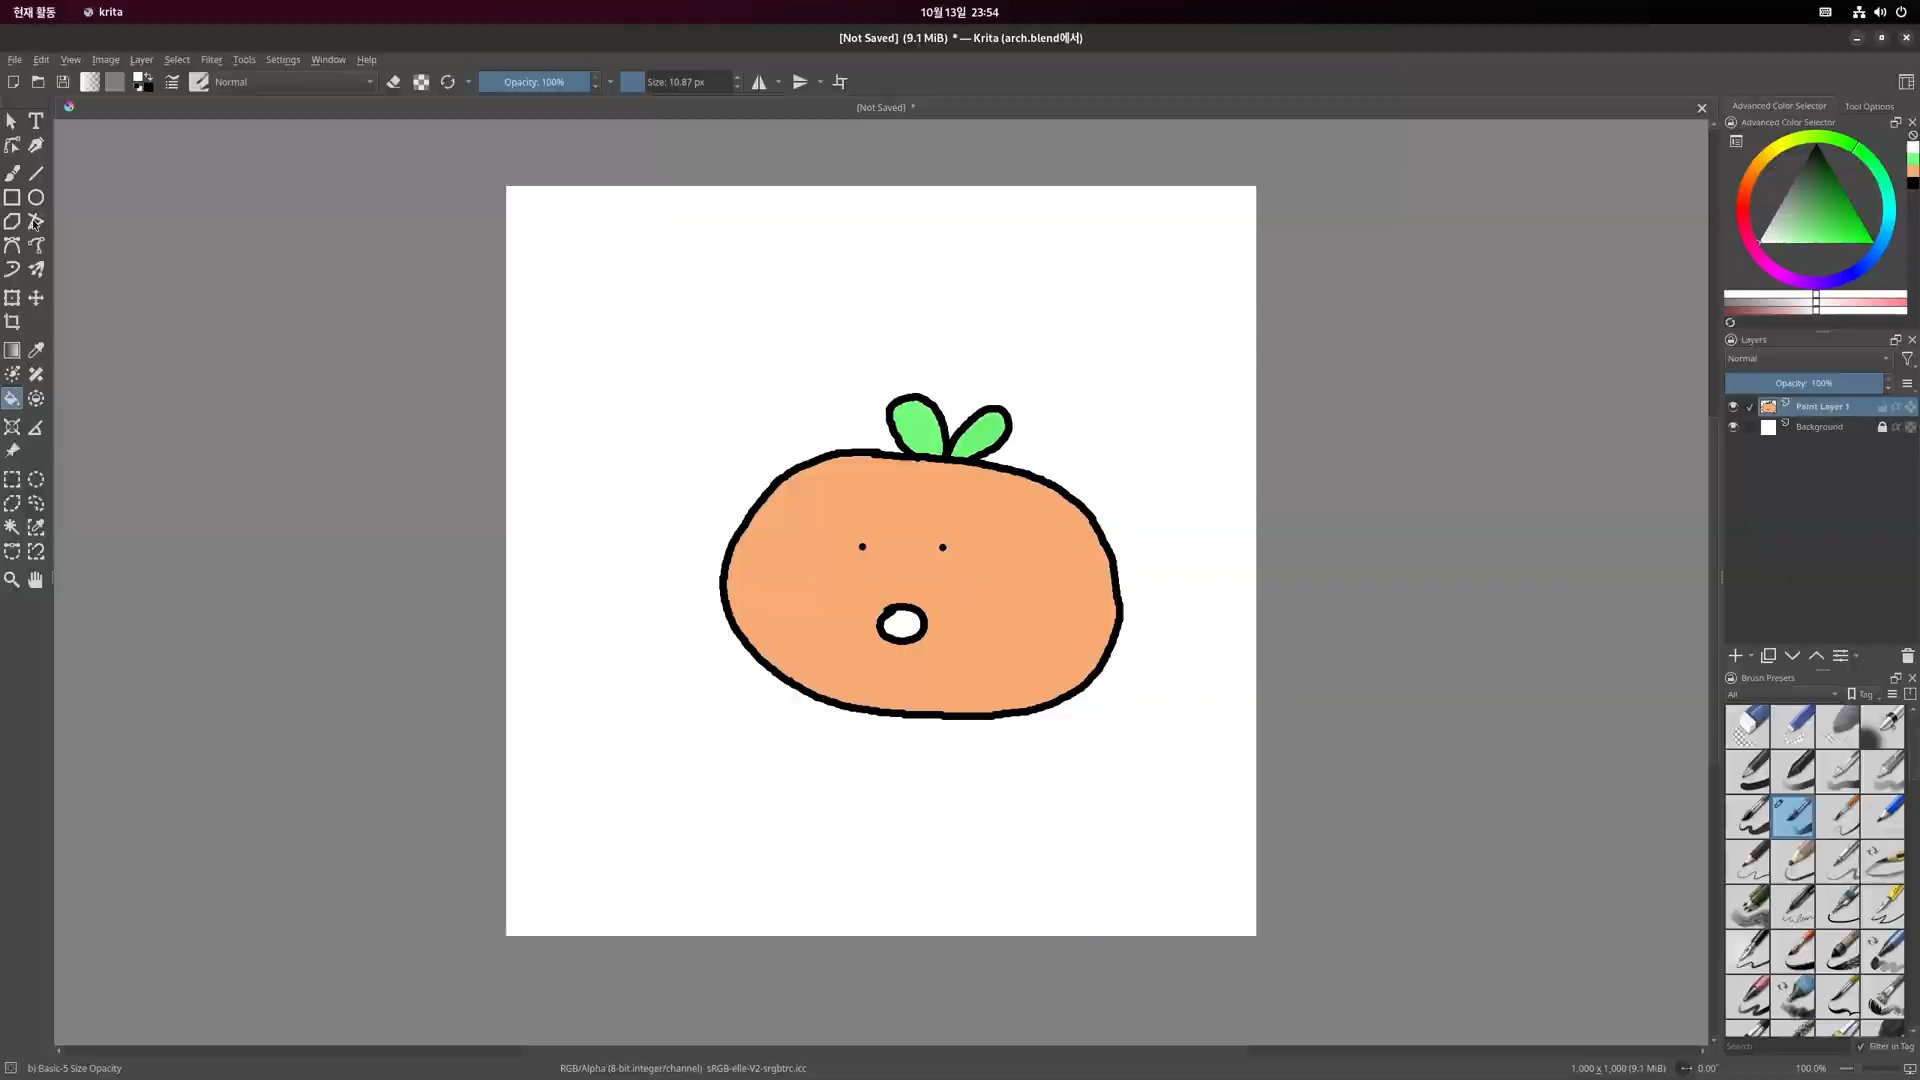 현재 활동 krita 10월 13일 23:54
[Not Saved] (9.1 MiB) * — Krita (arch.blend에서)
File Edit View Image Layer Select Filter Tools Settings Window Help
Normal Opacity: 100% Size: 10.87 px
[Not Saved] *
Advanced Color Selector Tool Options
Advanced Color Selector
Layers
Normal
Opacity: 100%
Paint Layer 1
Background
Brush Presets
All Tag
Search Filter in Tag
b) Basic-5 Size Opacity RGB/Alpha (8-bit integer/channel) sRGB-elle-V2-srgbtrc.icc 1,000 x 1,000 (9.1 MiB) 0.00° 100.0%